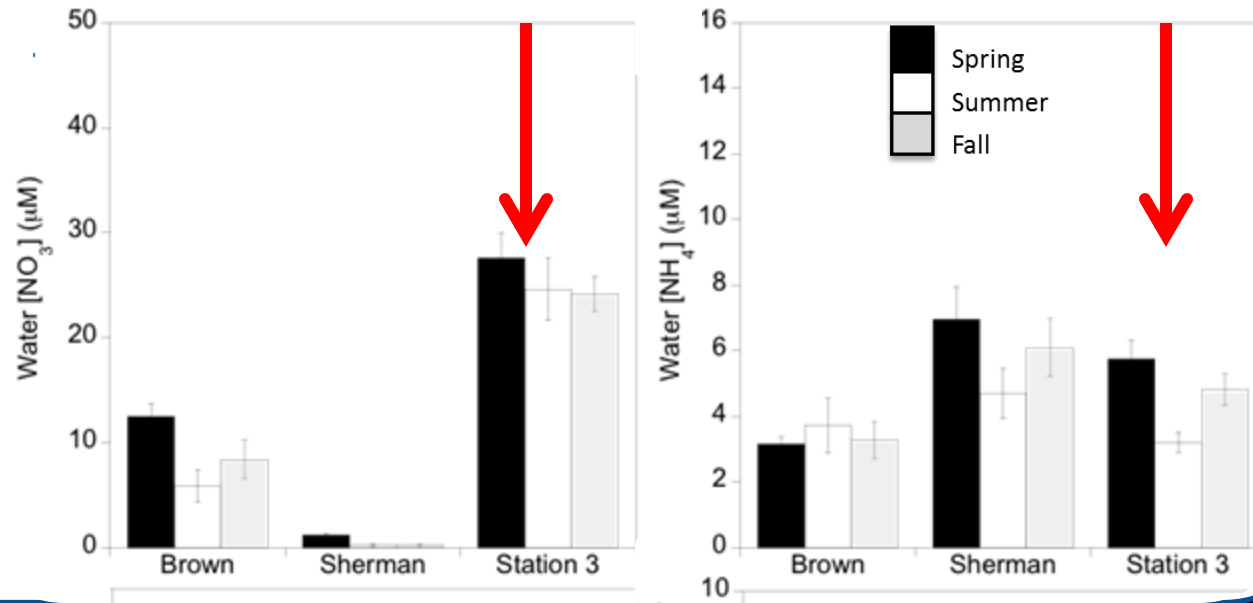 50
40
30
20
10
0
Water [NO3] (μM)
Brown Sherman Station 3
16
14
12
10
8
6
4
2
0
Water [NH4] (μM)
Spring
Summer
Fall
Brown Sherman Station 3
10